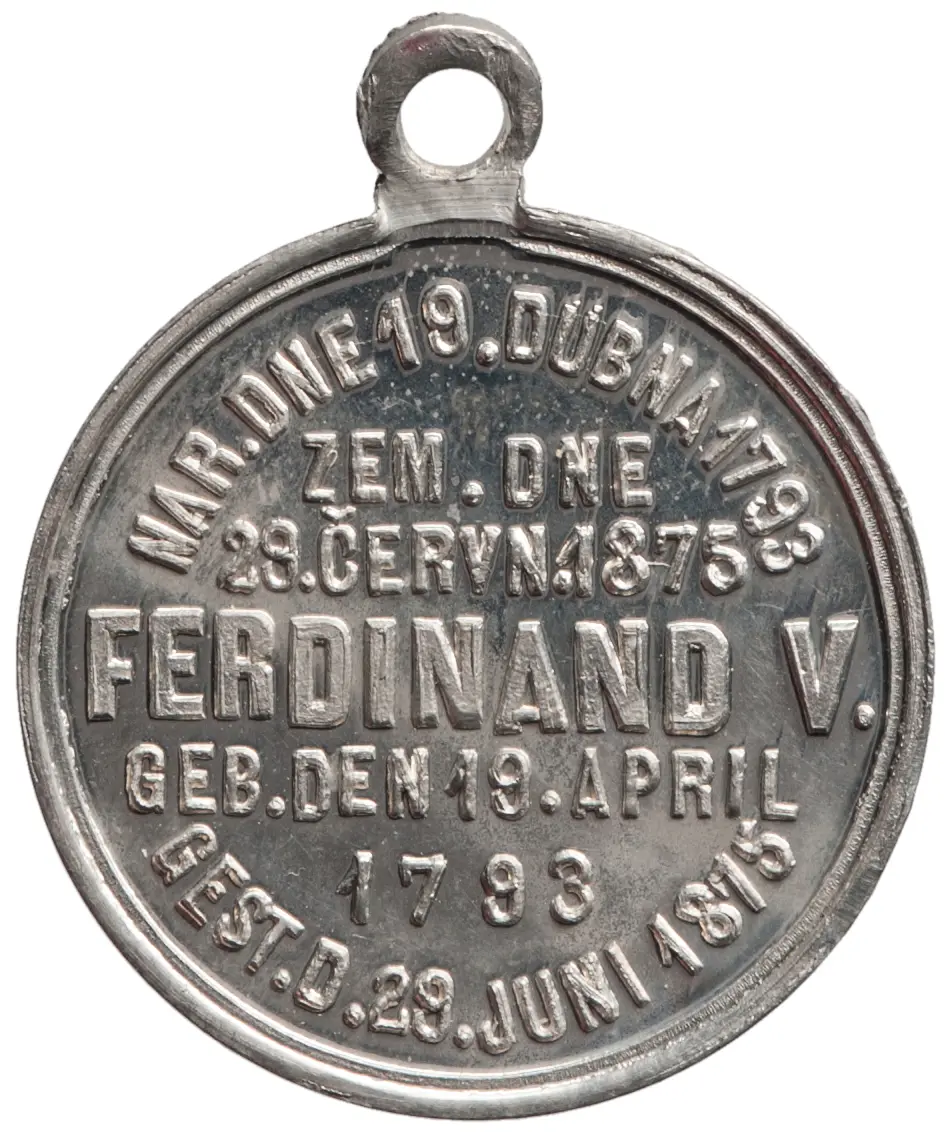 NAR.DNE 19.DUBNA 1793
ZEM.DNE
29.ČERVN.1875
FERDINAND V.
GEB.DEN 19.APRIL
1793
GEST.D.29.JUNI 1875